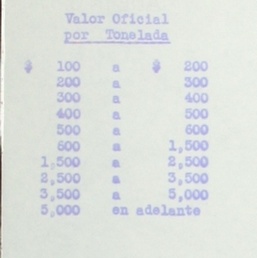 Valor Oficial
por Tonelada
$ 100 a $ 200
200 a 300
300 a 400
400 a 500
500 a 600
600 a 1,500
1,500 a 2,500
2,500 a 3,500
3,500 a 5,000
5,000 en adelante